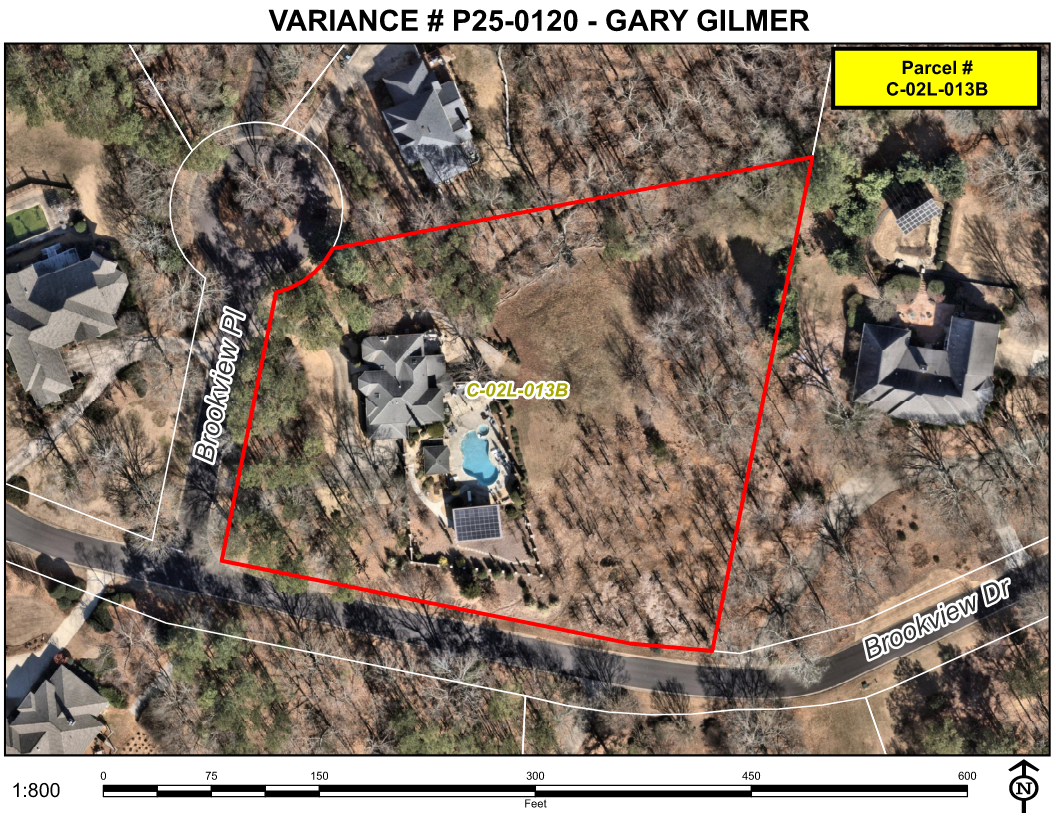 VARIANCE # P25-0120 - GARY GILMER
Parcel #
C-02L-013B
Brookview Pl
C-02L-013B
Brookview Dr
1:800
0 75 150 300 450 600
Feet
N